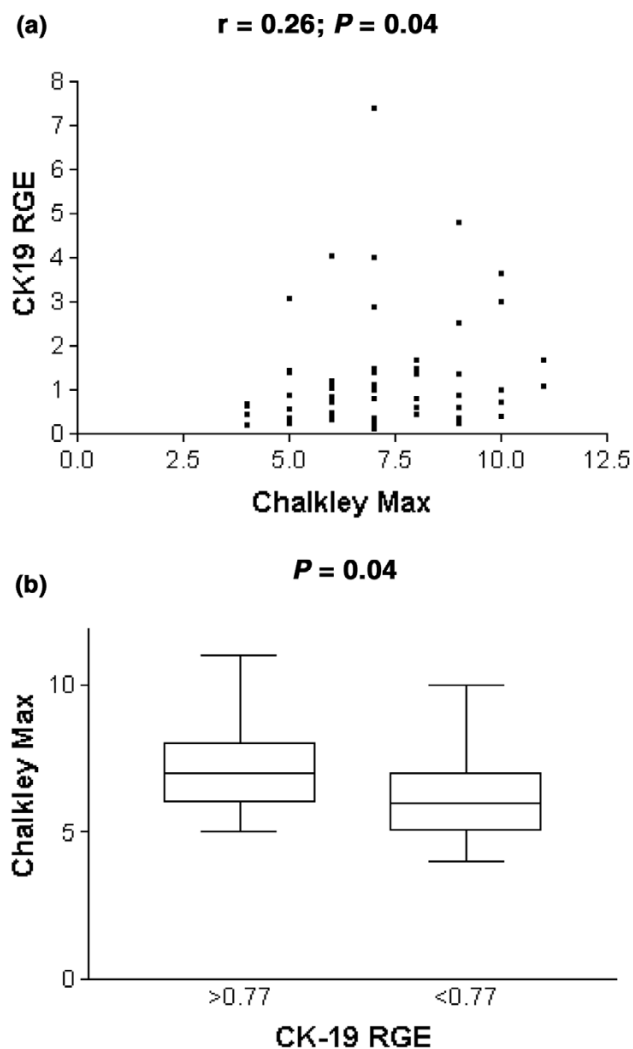 (a) r = 0.26; P = 0.04
8
7
6
5
4
3
2
1
0
CK19 RGE
0.0 2.5 5.0 7.5 10.0 12.5
Chalkley Max
(b) P = 0.04
10
5
0
Chalkley Max
>0.77 <0.77
CK-19 RGE